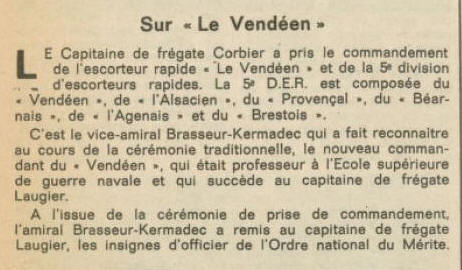 Sur « Le Vendéen »
LE Capitaine de frégate Corbier a pris le commandement
de l'escorteur rapide « Le Vendéen » et de la 5e division
d'escorteurs rapides. La 5e D.E.R. est composée du
« Vendéen », de « l'Alsacien », du « Provençal », du « Béar-
nais », de « l'Agenais » et du « Brestois ».
C'est le vice-amiral Brasseur-Kermadec qui a fait reconnaître
au cours de la cérémonie traditionnelle, le nouveau comman-
dant du « Vendéen », qui était professeur à l'Ecole supérieure
de guerre navale et qui succède au capitaine de frégate
Laugier.
A l'issue de la cérémonie de prise de commandement,
l'amiral Brasseur-Kermadec a remis au capitaine de frégate
Laugier, les insignes d'officier de l'Ordre national du Mérite.